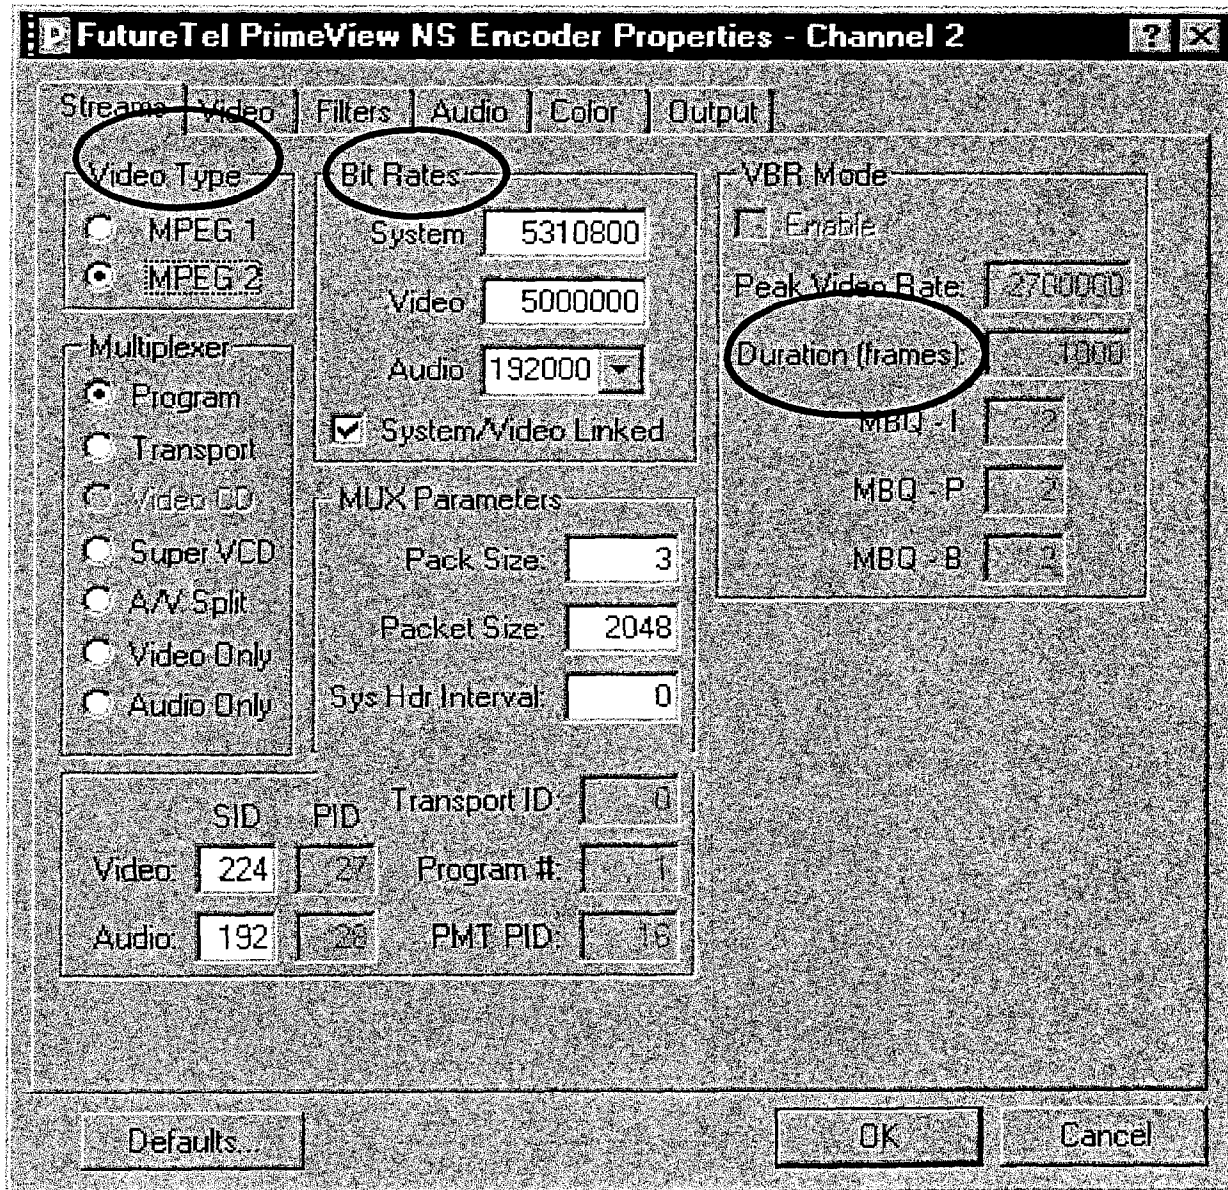 FutureTel PrimeView NS Encoder Properties - Channel 2
Streams Video Filters Audio Color Output
Video Type
MPEG 1
MPEG 2
Multiplexer
Program
Transport
Video CD
Super VCD
A/V Split
Video Only
Audio Only
Bit Rates
System 5310800
Video 5000000
Audio 192000
System/Video Linked
MUX Parameters
Pack Size: 3
Packet Size: 2048
Sys Hdr Interval: 0
VBR Mode
Enable
Peak Video Rate: 2700000
Duration (frames): 1000
MBQ - I 2
MBQ - P 2
MBQ - B 2
SID PID
Video: 224 27
Audio: 192
Transport ID: 0
Program #: 1
PMT PID: 16
Defaults... OK Cancel